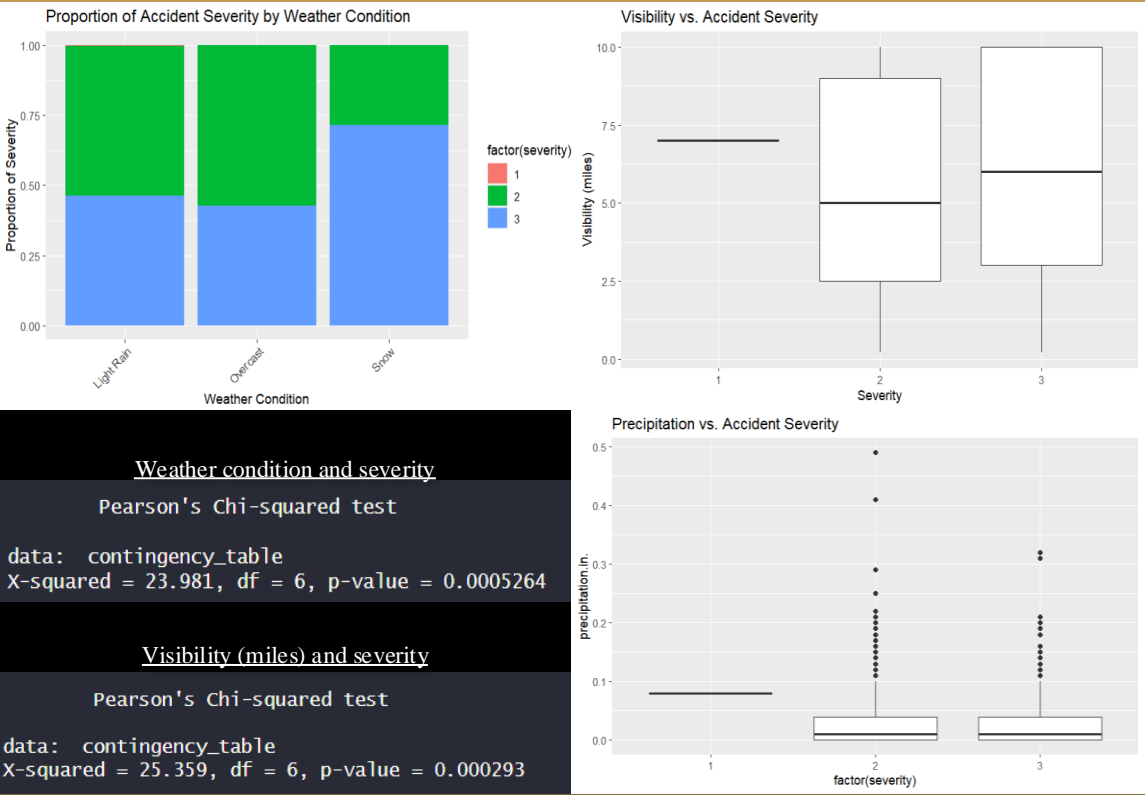 Proportion of Accident Severity by Weather Condition
Proportion of Severity
1.00
0.75
0.50
0.25
0.00
Light Rain
Overcast
Snow
Weather Condition
factor(severity)
1
2
3
Visibility vs. Accident Severity
Visibility (miles)
10.0
7.5
5.0
2.5
0.0
1
2
3
Severity
Weather condition and severity
Pearson's Chi-squared test
data: contingency_table
X-squared = 23.981, df = 6, p-value = 0.0005264
Visibility (miles) and severity
Pearson's Chi-squared test
data: contingency_table
X-squared = 25.359, df = 6, p-value = 0.000293
Precipitation vs. Accident Severity
precipitation.in.
0.5
0.4
0.3
0.2
0.1
0.0
1
2
3
factor(severity)